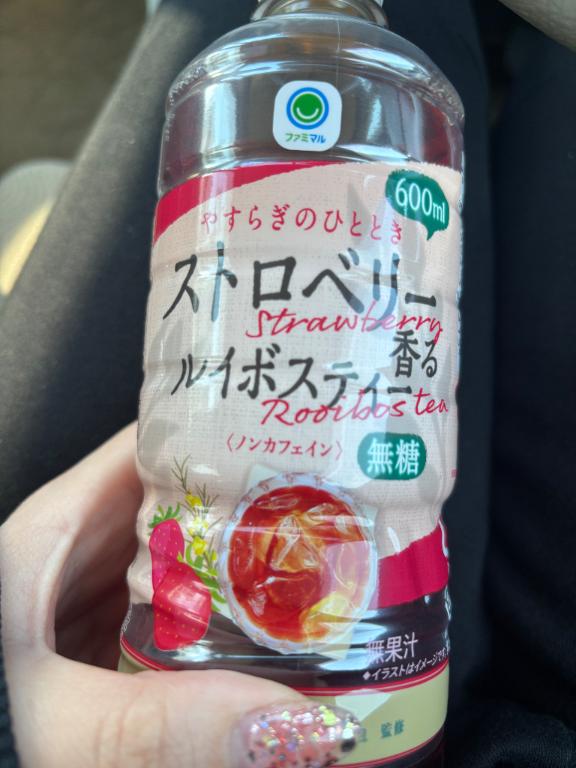 ファミマル
600ml
やすらぎのひととき
ストロベリー
Strawberry
香る
ルイボスティー
Rooibos tea
〈ノンカフェイン〉
無糖
無果汁
◆イラストはイメージです
監修